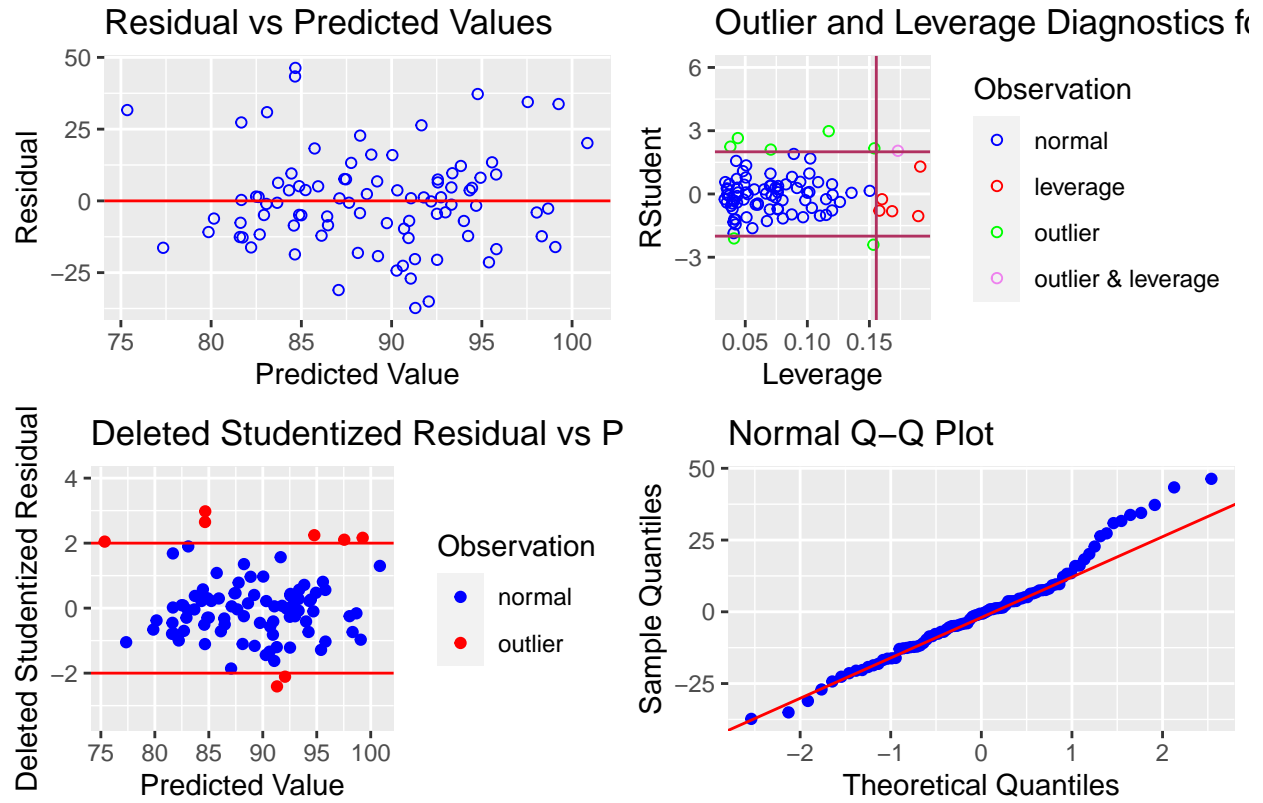 Residual vs Predicted Values
50
25
0
−25
Residual
75 80 85 90 95 100
Predicted Value
Outlier and Leverage Diagnostics fo
6
3
0
−3
RStudent
0.05 0.10 0.15
Leverage
Observation
normal
leverage
outlier
outlier & leverage
Deleted Studentized Residual vs P
4
2
0
−2
Deleted Studentized Residual
75 80 85 90 95 100
Predicted Value
Observation
normal
outlier
Normal Q−Q Plot
50
25
0
−25
Sample Quantiles
−2 −1 0 1 2
Theoretical Quantiles